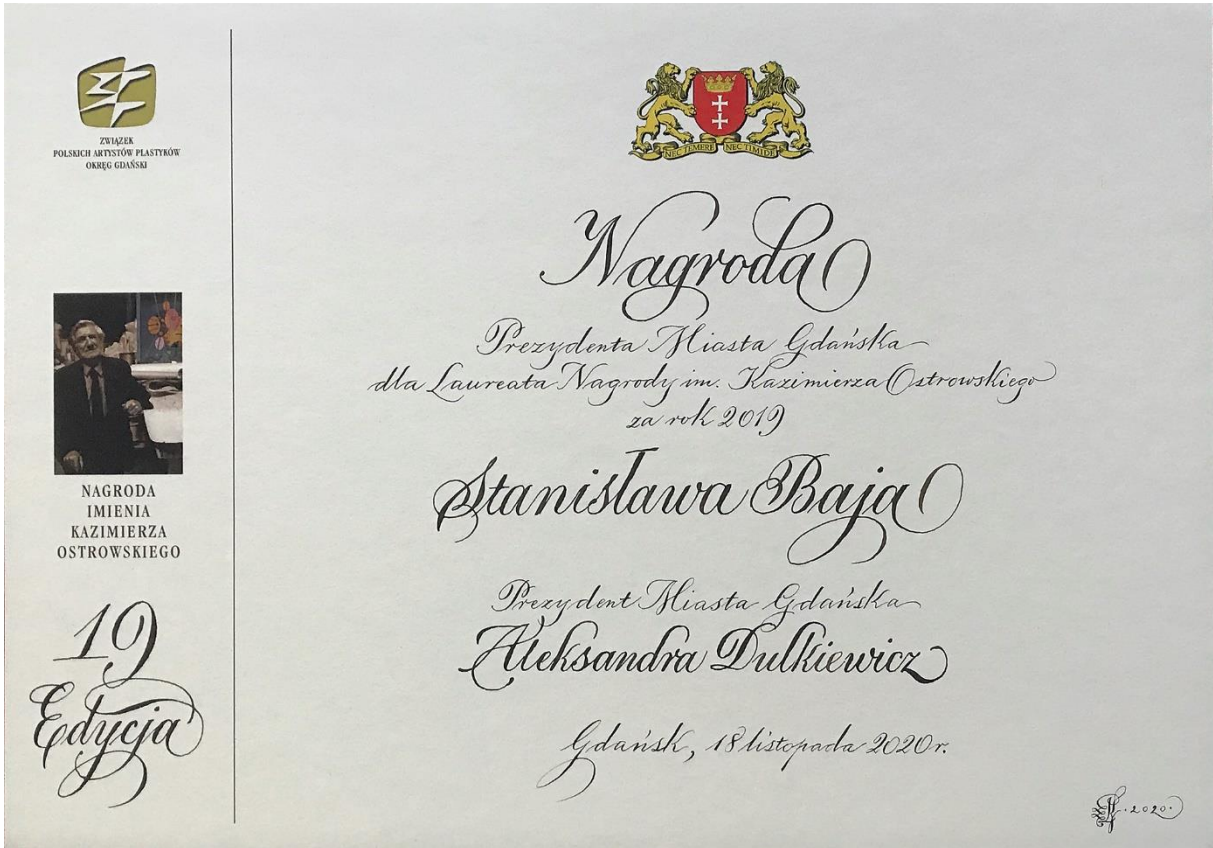 ZWIĄZEK
POLSKICH ARTYSTÓW PLASTYKÓW
OKRĘG GDAŃSKI
NAGRODA
IMIENIA
KAZIMIERZA
OSTROWSKIEGO
19
Edycja
NEC TEMERE NEC TIMIDE
Nagroda
Prezydenta Miasta Gdańska
dla Laureata Nagrody im. Kazimierza Ostrowskiego
za rok 2019
Stanisława Baja
Prezydent Miasta Gdańska
Aleksandra Dulkiewicz
Gdańsk, 18 listopada 2020 r.
·2020·